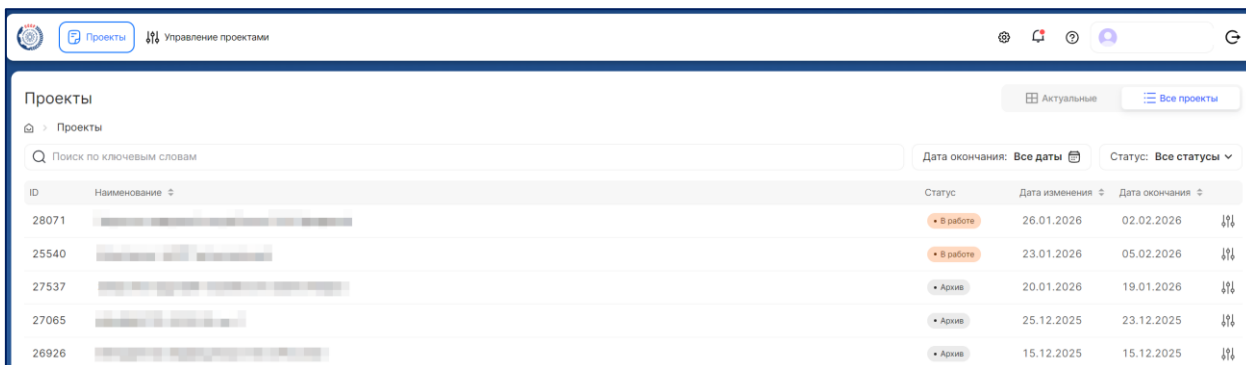 Проекты Управление проектами
Проекты Актуальные Все проекты
Проекты
Поиск по ключевым словам Дата окончания: Все даты Статус: Все статусы
ID Наименование Статус Дата изменения Дата окончания
28071 • В работе 26.01.2026 02.02.2026
25540 • В работе 23.01.2026 05.02.2026
27537 • Архив 20.01.2026 19.01.2026
27065 • Архив 25.12.2025 23.12.2025
26926 • Архив 15.12.2025 15.12.2025